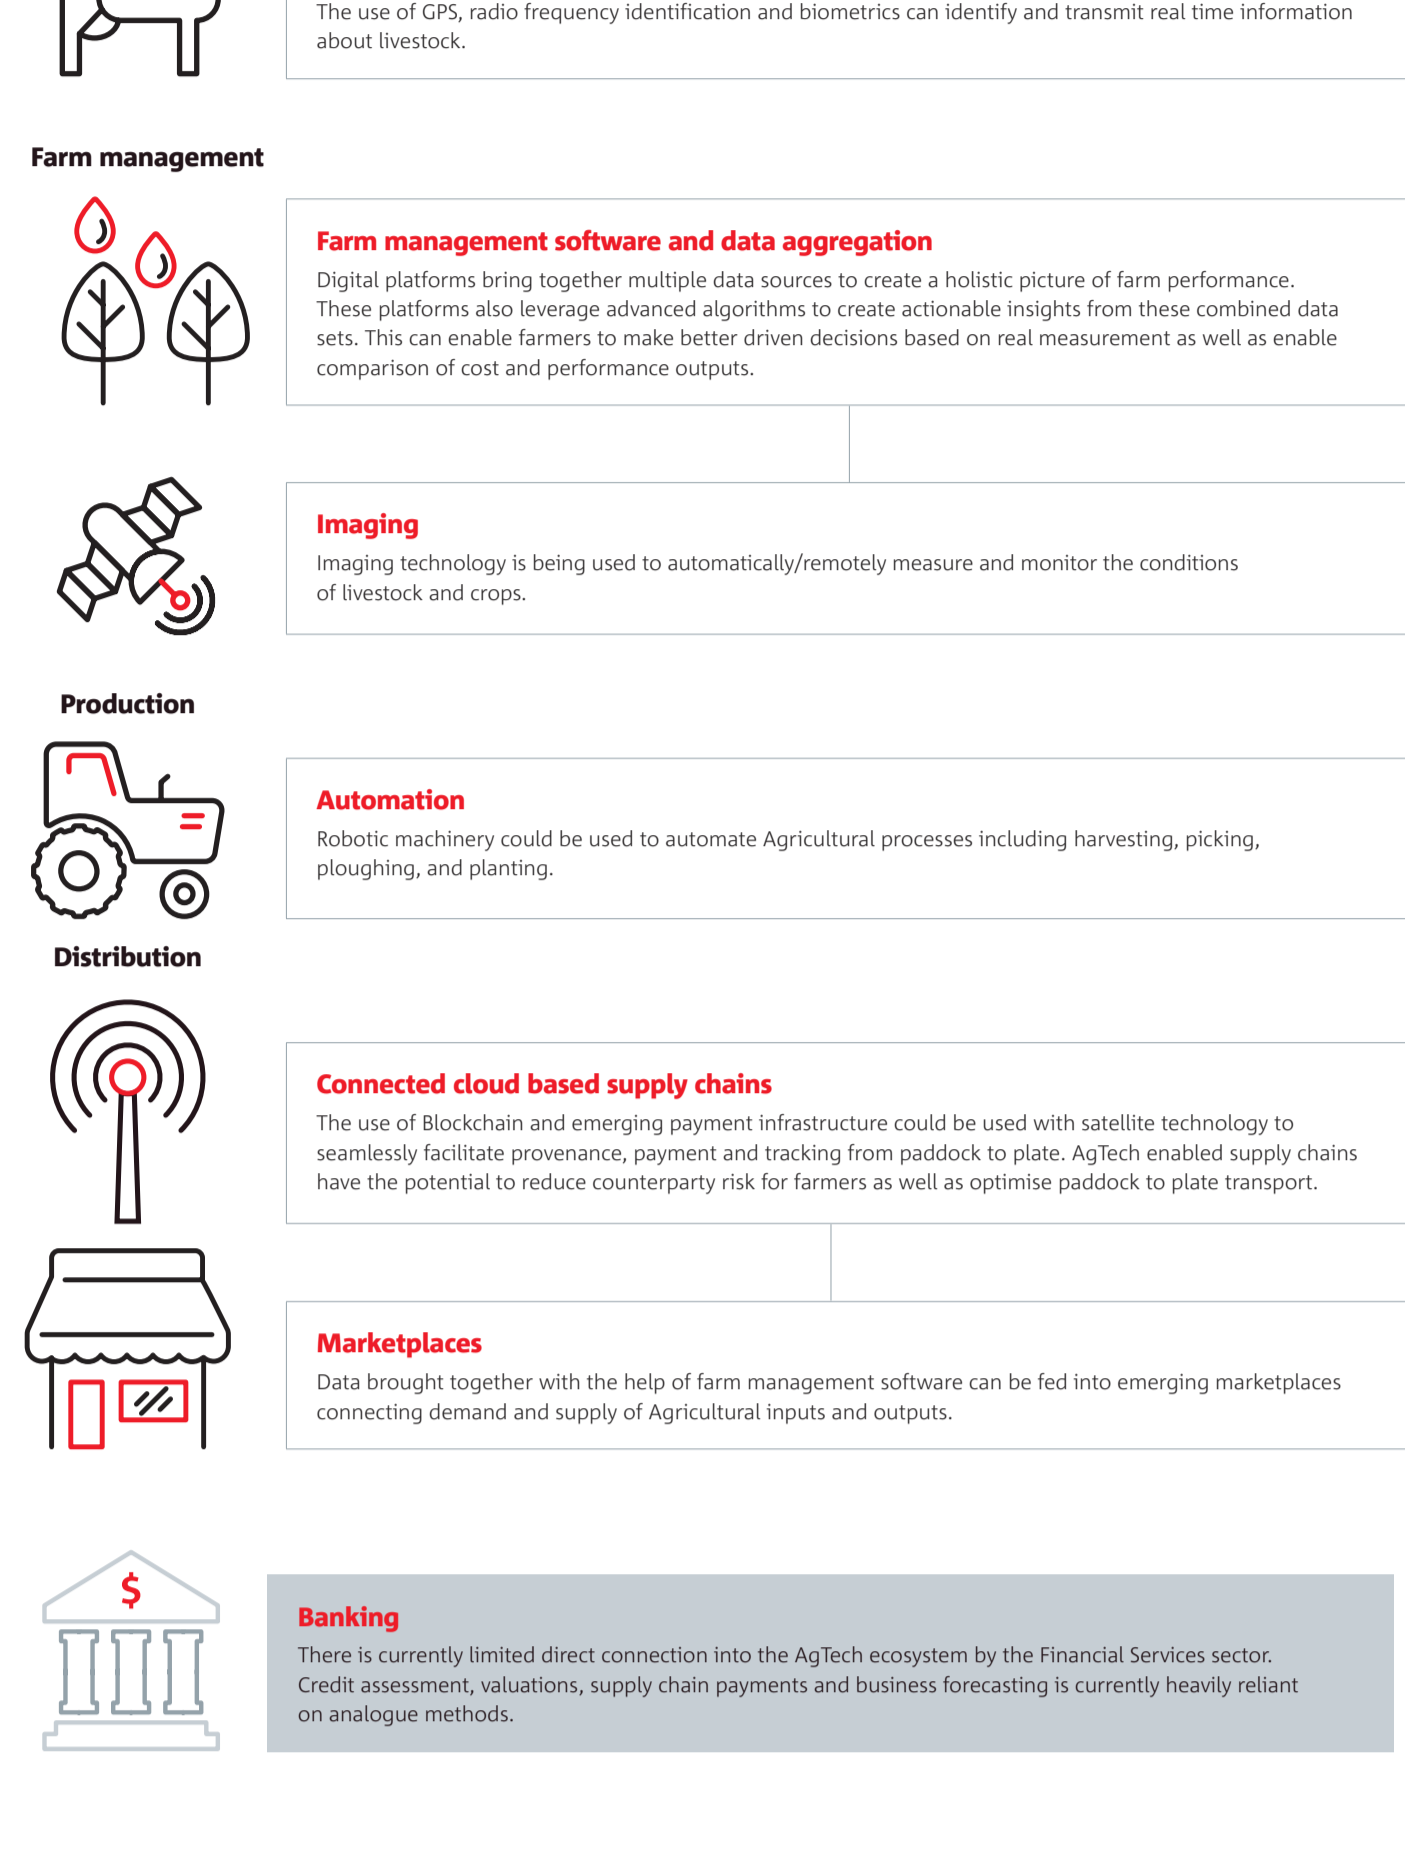 The use of GPS, radio frequency identification and biometrics can identify and transmit real time information
about livestock.
Farm management
Farm management software and data aggregation
Digital platforms bring together multiple data sources to create a holistic picture of farm performance.
These platforms also leverage advanced algorithms to create actionable insights from these combined data
sets. This can enable farmers to make better driven decisions based on real measurement as well as enable
comparison of cost and performance outputs.
Imaging
Imaging technology is being used to automatically/remotely measure and monitor the conditions
of livestock and crops.
Production
Automation
Robotic machinery could be used to automate Agricultural processes including harvesting, picking,
ploughing, and planting.
Distribution
Connected cloud based supply chains
The use of Blockchain and emerging payment infrastructure could be used with satellite technology to
seamlessly facilitate provenance, payment and tracking from paddock to plate. AgTech enabled supply chains
have the potential to reduce counterparty risk for farmers as well as optimise paddock to plate transport.
Marketplaces
Data brought together with the help of farm management software can be fed into emerging marketplaces
connecting demand and supply of Agricultural inputs and outputs.
$
Banking
There is currently limited direct connection into the AgTech ecosystem by the Financial Services sector.
Credit assessment, valuations, supply chain payments and business forecasting is currently heavily reliant
on analogue methods.